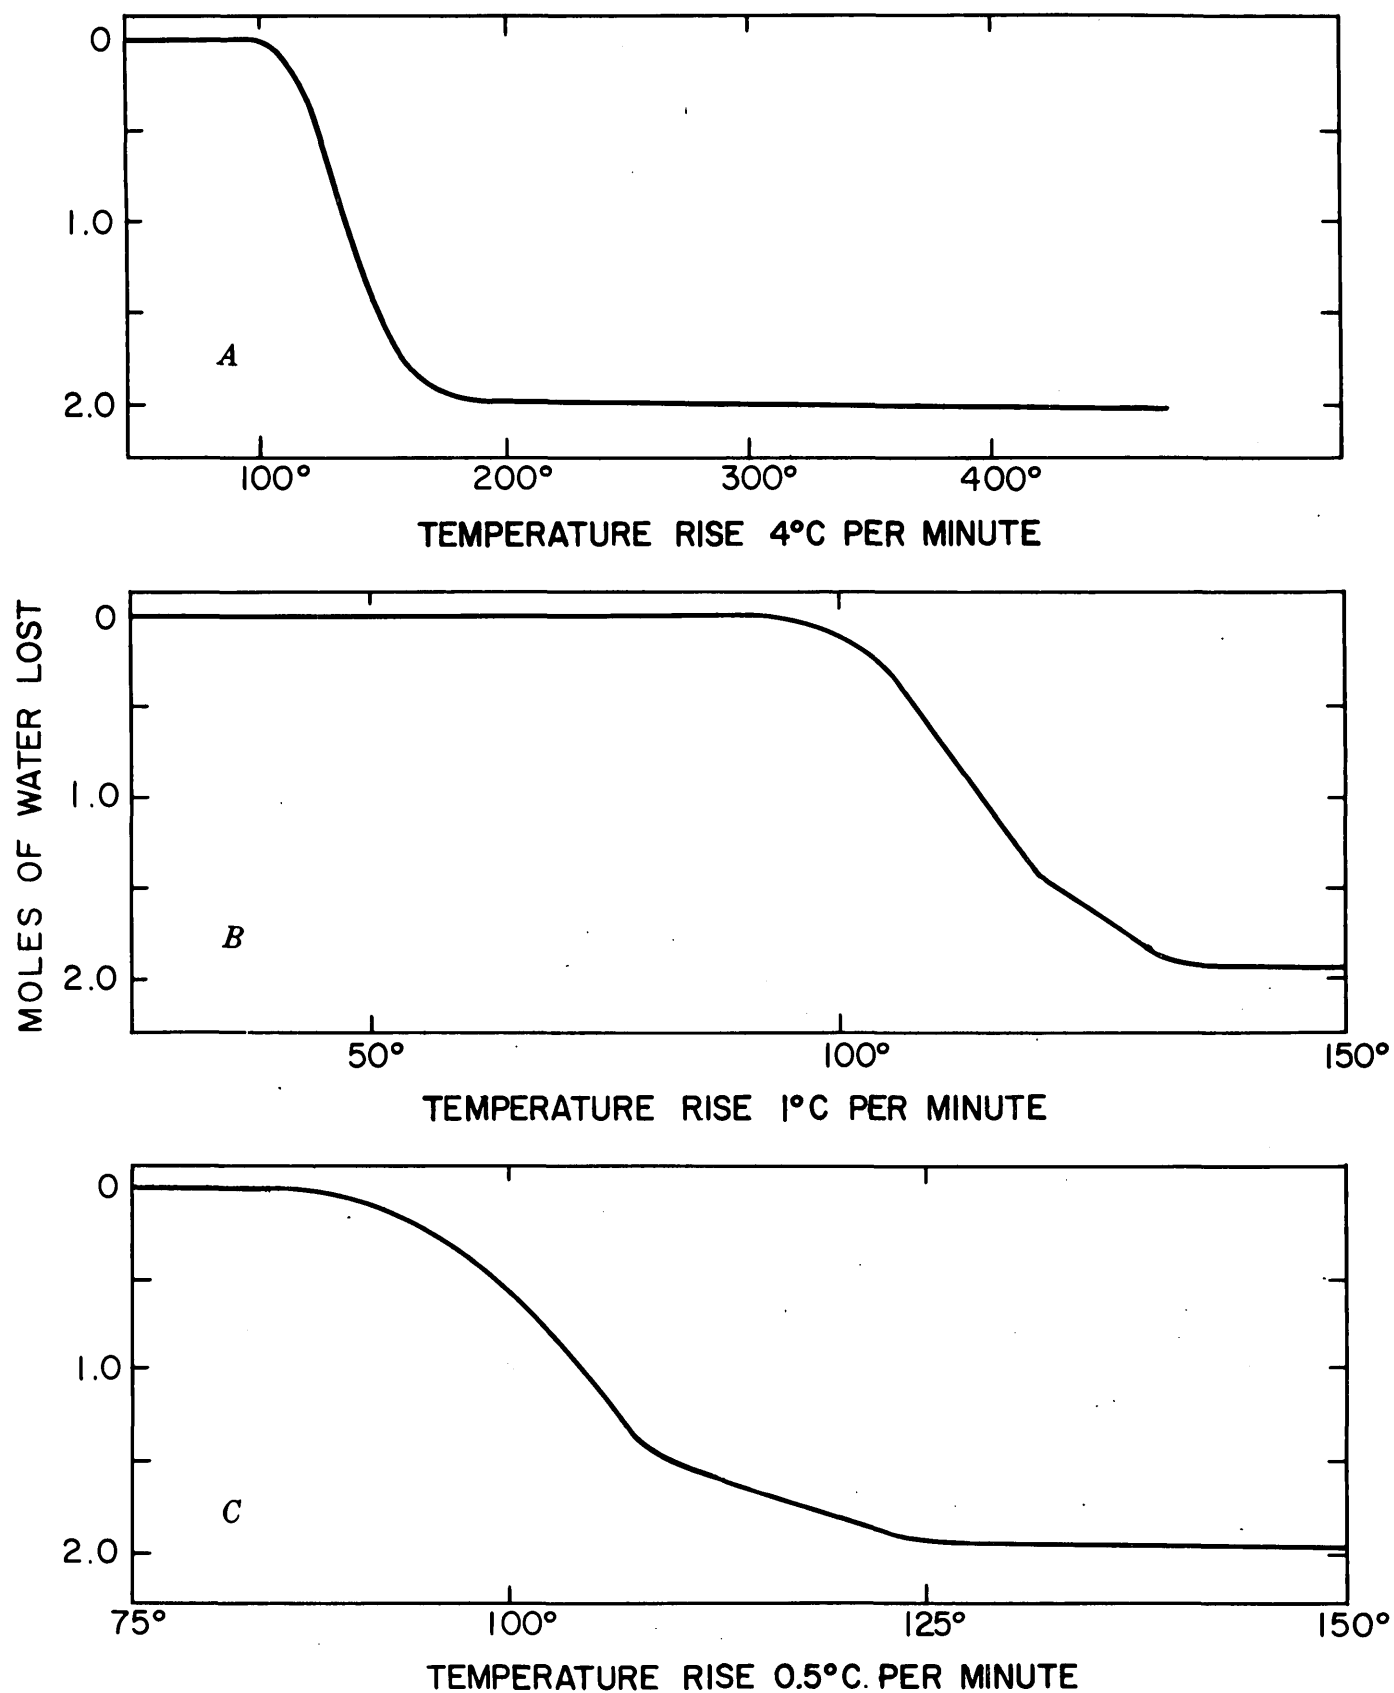 0
1.0
2.0
A
100° 200° 300° 400°
TEMPERATURE RISE 4°C PER MINUTE
MOLES OF WATER LOST
0
1.0
2.0
B
50° 100° 150°
TEMPERATURE RISE 1°C PER MINUTE
0
1.0
2.0
C
75° 100° 125° 150°
TEMPERATURE RISE 0.5°C. PER MINUTE